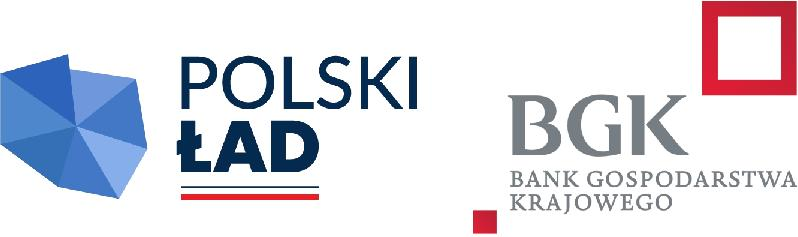 POLSKI
ŁAD
BGK
BANK GOSPODARSTWA
KRAJOWEGO